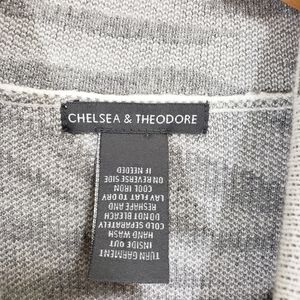 CHELSEA & THEODORE
TURN GARMENT
INSIDE OUT
HAND WASH
COLD SEPARATELY
DO NOT BLEACH
RESHAPE AND
LAY FLAT TO DRY
COOL IRON
ON REVERSE SIDE
IF NEEDED